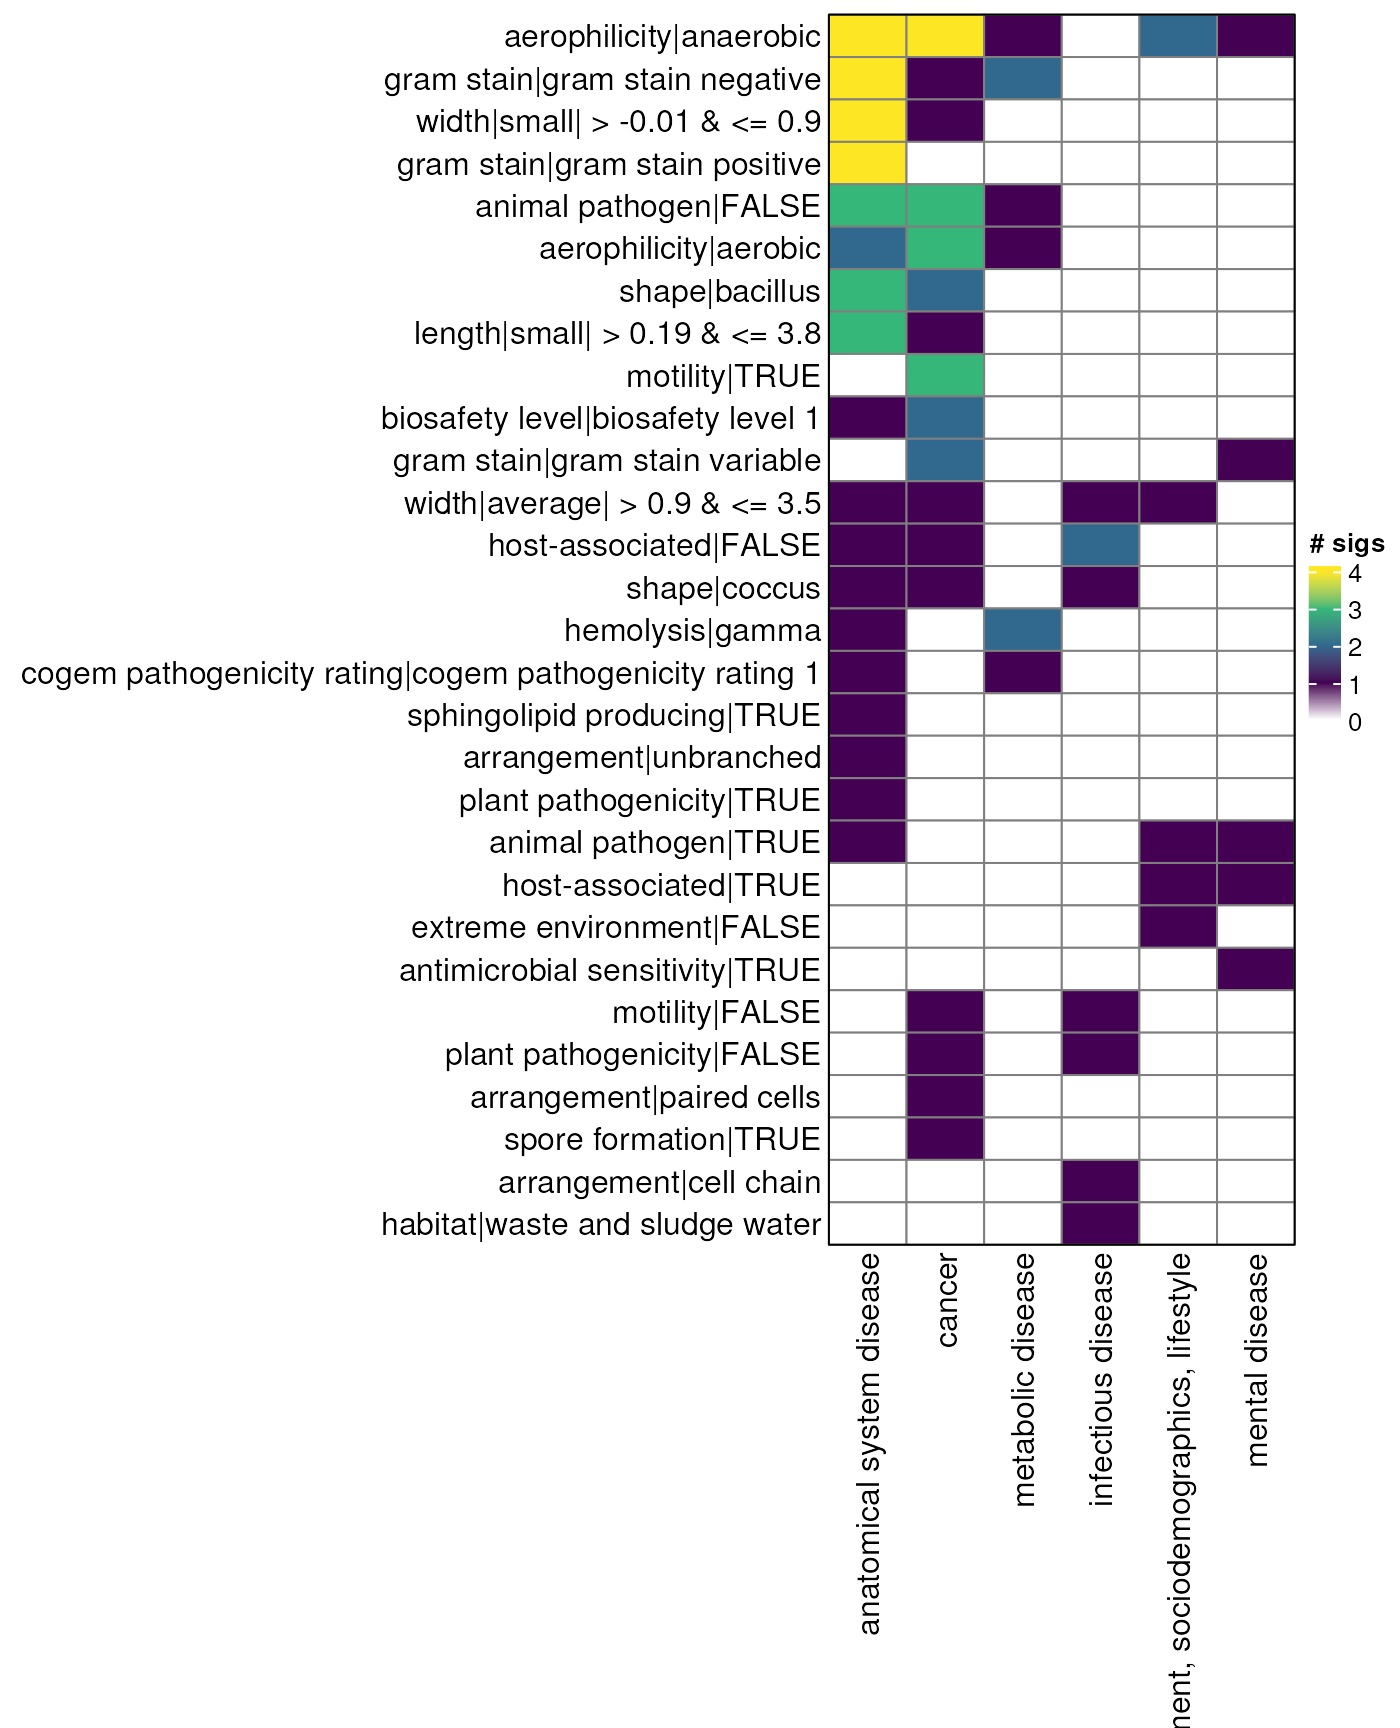 aerophilicity|anaerobic
gram stain|gram stain negative
width|small| > -0.01 & <= 0.9
gram stain|gram stain positive
animal pathogen|FALSE
aerophilicity|aerobic
shape|bacillus
length|small| > 0.19 & <= 3.8
motility|TRUE
biosafety level|biosafety level 1
gram stain|gram stain variable
width|average| > 0.9 & <= 3.5
host-associated|FALSE
shape|coccus
hemolysis|gamma
cogem pathogenicity rating|cogem pathogenicity rating 1
sphingolipid producing|TRUE
arrangement|unbranched
plant pathogenicity|TRUE
animal pathogen|TRUE
host-associated|TRUE
extreme environment|FALSE
antimicrobial sensitivity|TRUE
motility|FALSE
plant pathogenicity|FALSE
arrangement|paired cells
spore formation|TRUE
arrangement|cell chain
habitat|waste and sludge water
# sigs
4
3
2
1
0
anatomical system disease
cancer
metabolic disease
infectious disease
nent, sociodemographics, lifestyle
mental disease